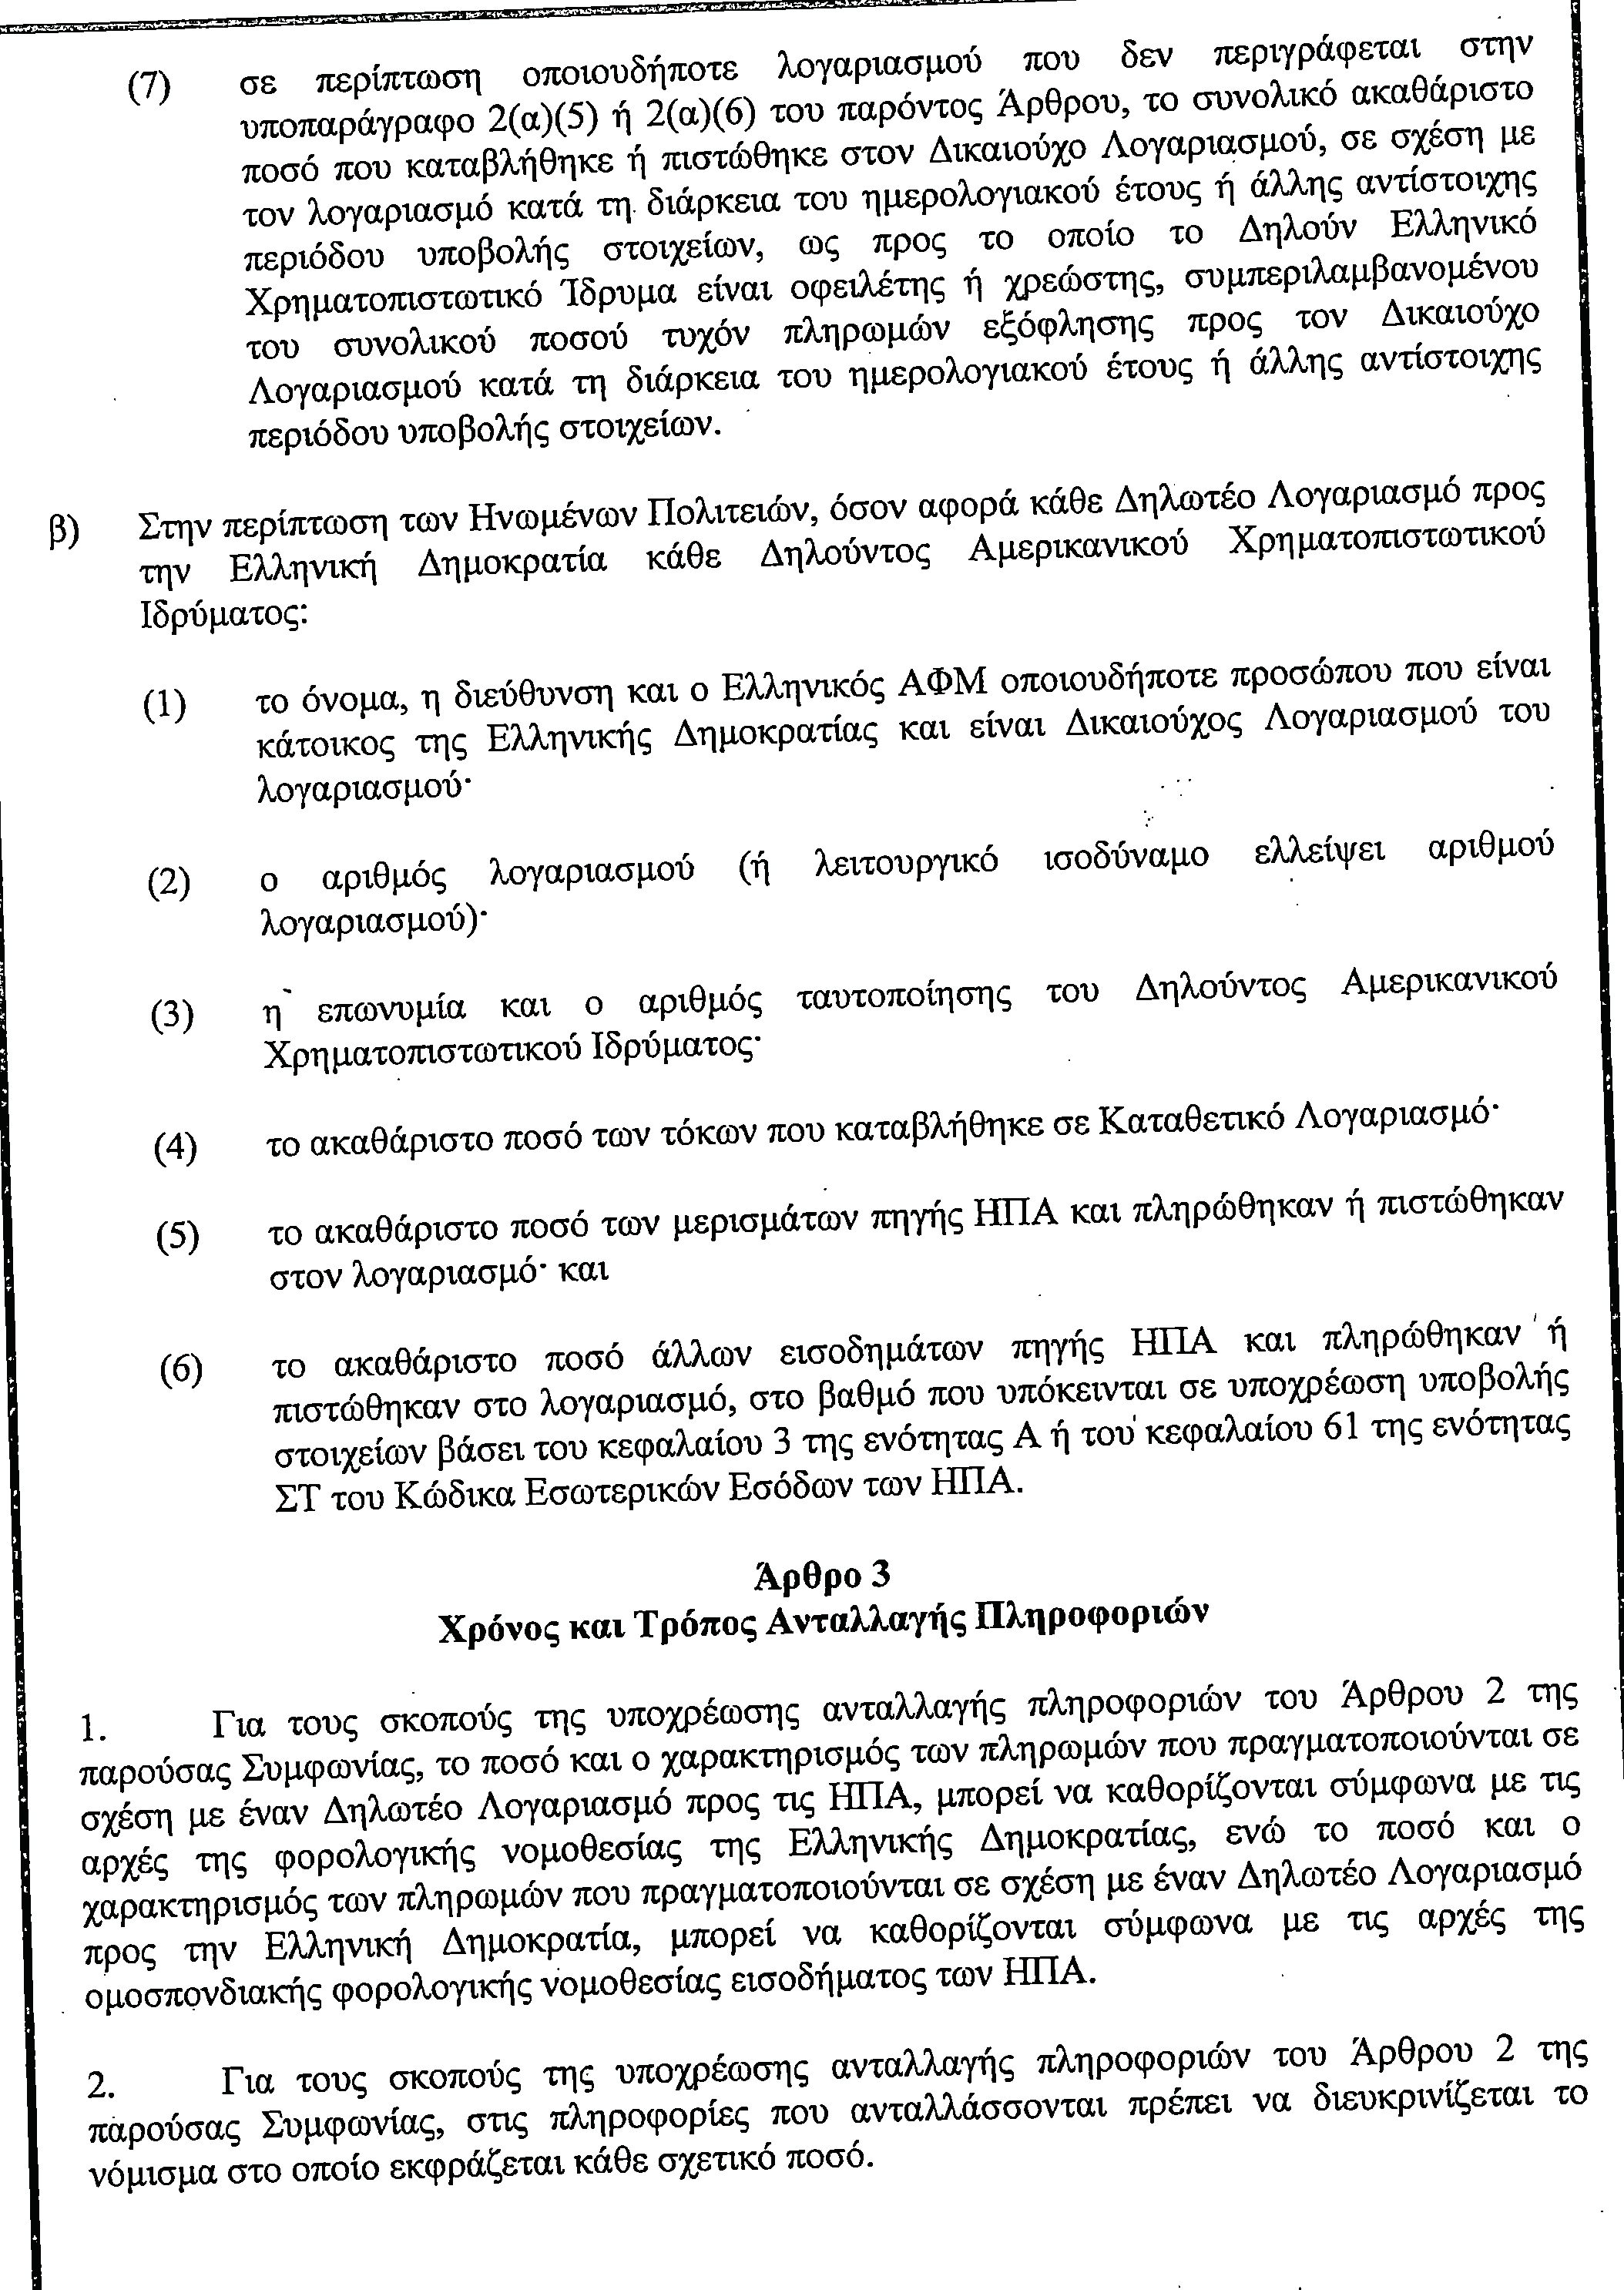 (7) σε περίπτωση οποιουδήποτε λογαριασμού που δεν περιγράφεται στην
υποπαράγραφο 2(α)(5) ή 2(α)(6) του παρόντος Άρθρου, το συνολικό ακαθάριστο
ποσό που καταβλήθηκε ή πιστώθηκε στον Δικαιούχο Λογαριασμού, σε σχέση με
τον λογαριασμό κατά τη διάρκεια του ημερολογιακού έτους ή άλλης αντίστοιχης
περιόδου υποβολής στοιχείων, ως προς το οποίο το Δηλούν Ελληνικό
Χρηματοπιστωτικό Ίδρυμα είναι οφειλέτης ή χρεώστης, συμπεριλαμβανομένου
του συνολικού ποσού τυχόν πληρωμών εξόφλησης προς τον Δικαιούχο
Λογαριασμού κατά τη διάρκεια του ημερολογιακού έτους ή άλλης αντίστοιχης
περιόδου υποβολής στοιχείων.
β) Στην περίπτωση των Ηνωμένων Πολιτειών, όσον αφορά κάθε Δηλωτέο Λογαριασμό προς
την Ελληνική Δημοκρατία κάθε Δηλούντος Αμερικανικού Χρηματοπιστωτικού
Ιδρύματος:
(1) το όνομα, η διεύθυνση και ο Ελληνικός ΑΦΜ οποιουδήποτε προσώπου που είναι
κάτοικος της Ελληνικής Δημοκρατίας και είναι Δικαιούχος Λογαριασμού του
λογαριασμού·
(2) ο αριθμός λογαριασμού (ή λειτουργικό ισοδύναμο ελλείψει αριθμού
λογαριασμού)·
(3) η επωνυμία και ο αριθμός ταυτοποίησης του Δηλούντος Αμερικανικού
Χρηματοπιστωτικού Ιδρύματος·
(4) το ακαθάριστο ποσό των τόκων που καταβλήθηκε σε Καταθετικό Λογαριασμό·
(5) το ακαθάριστο ποσό των μερισμάτων πηγής ΗΠΑ και πληρώθηκαν ή πιστώθηκαν
στον λογαριασμό· και
(6) το ακαθάριστο ποσό άλλων εισοδημάτων πηγής ΗΠΑ και πληρώθηκαν ή
πιστώθηκαν στο λογαριασμό, στο βαθμό που υπόκεινται σε υποχρέωση υποβολής
στοιχείων βάσει του κεφαλαίου 3 της ενότητας Α ή του κεφαλαίου 61 της ενότητας
ΣΤ του Κώδικα Εσωτερικών Εσόδων των ΗΠΑ.
Άρθρο 3
Χρόνος και Τρόπος Ανταλλαγής Πληροφοριών
1. Για τους σκοπούς της υποχρέωσης ανταλλαγής πληροφοριών του Άρθρου 2 της
παρούσας Συμφωνίας, το ποσό και ο χαρακτηρισμός των πληρωμών που πραγματοποιούνται σε
σχέση με έναν Δηλωτέο Λογαριασμό προς τις ΗΠΑ, μπορεί να καθορίζονται σύμφωνα με τις
αρχές της φορολογικής νομοθεσίας της Ελληνικής Δημοκρατίας, ενώ το ποσό και ο
χαρακτηρισμός των πληρωμών που πραγματοποιούνται σε σχέση με έναν Δηλωτέο Λογαριασμό
προς την Ελληνική Δημοκρατία, μπορεί να καθορίζονται σύμφωνα με τις αρχές της
ομοσπονδιακής φορολογικής νομοθεσίας εισοδήματος των ΗΠΑ.
2. Για τους σκοπούς της υποχρέωσης ανταλλαγής πληροφοριών του Άρθρου 2 της
παρούσας Συμφωνίας, στις πληροφορίες που ανταλλάσσονται πρέπει να διευκρινίζεται το
νόμισμα στο οποίο εκφράζεται κάθε σχετικό ποσό.